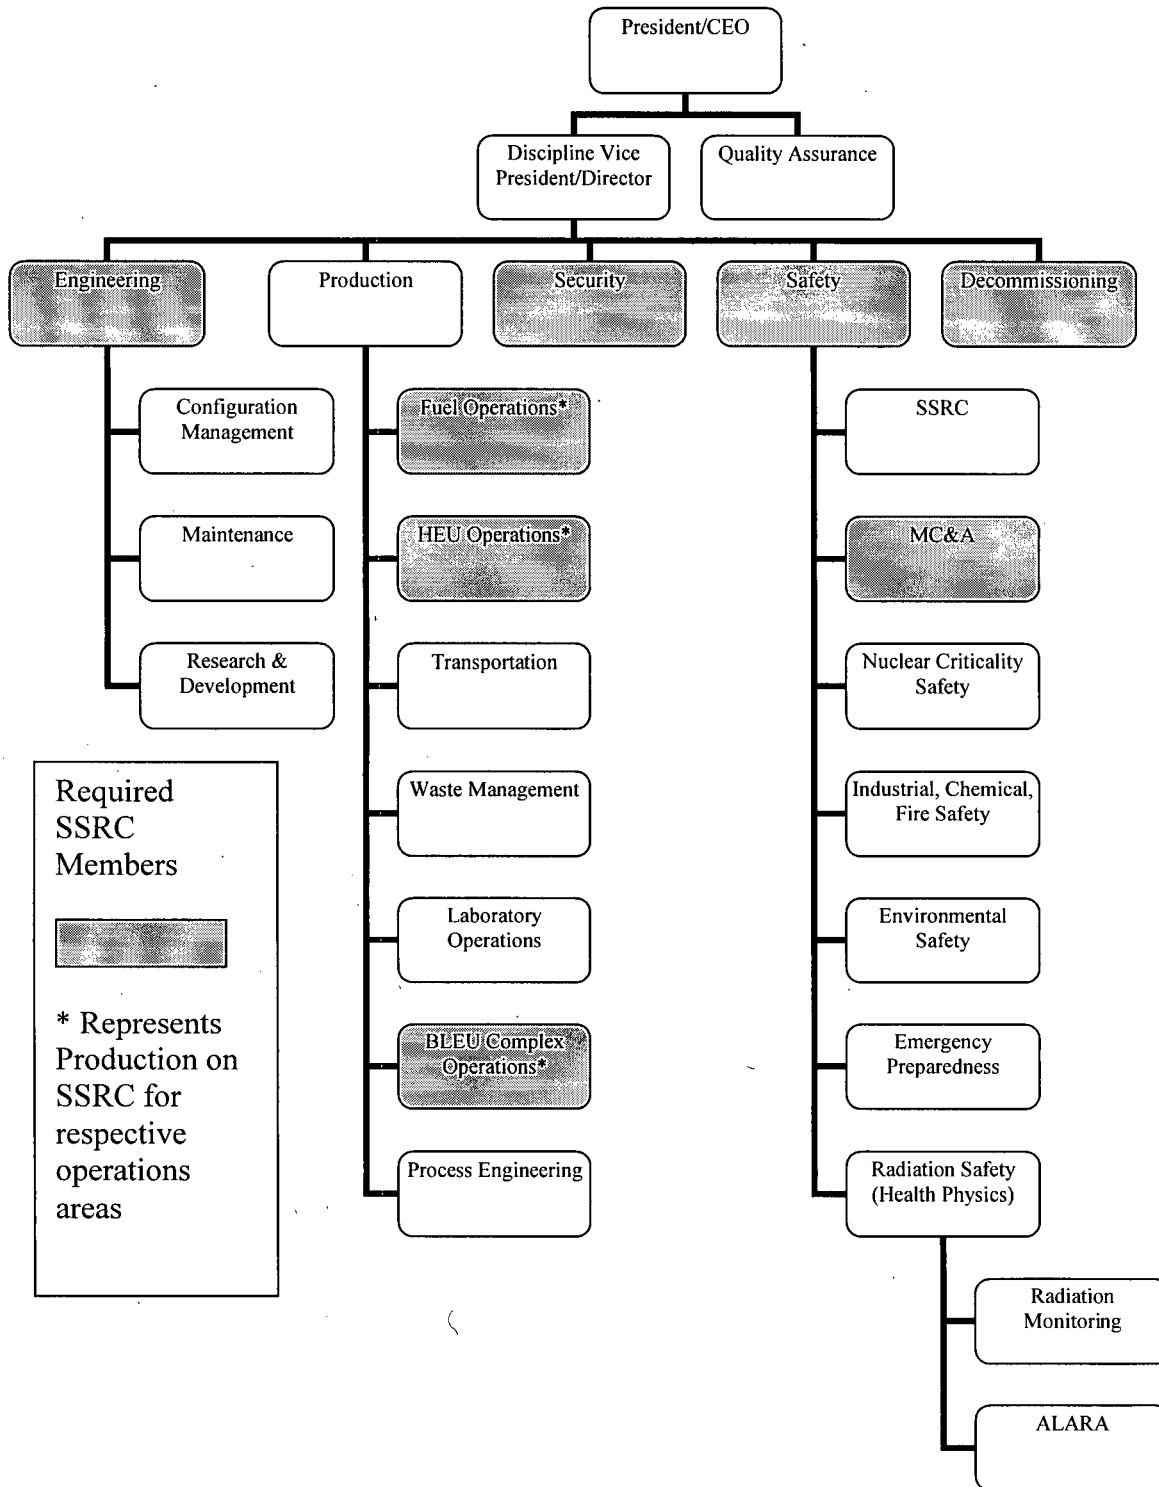 President/CEO
Discipline Vice
President/Director
Quality Assurance
Engineering
Production
Security
Safety
Decommissioning
Configuration
Management
Maintenance
Research &
Development
Fuel Operations*
HEU Operations*
Transportation
Waste Management
Laboratory
Operations
BLEU Complex
Operations*
Process Engineering
SSRC
MC&A
Nuclear Criticality
Safety
Industrial, Chemical,
Fire Safety
Environmental
Safety
Emergency
Preparedness
Radiation Safety
(Health Physics)
Radiation
Monitoring
ALARA
Required
SSRC
Members
* Represents
Production on
SSRC for
respective
operations
areas